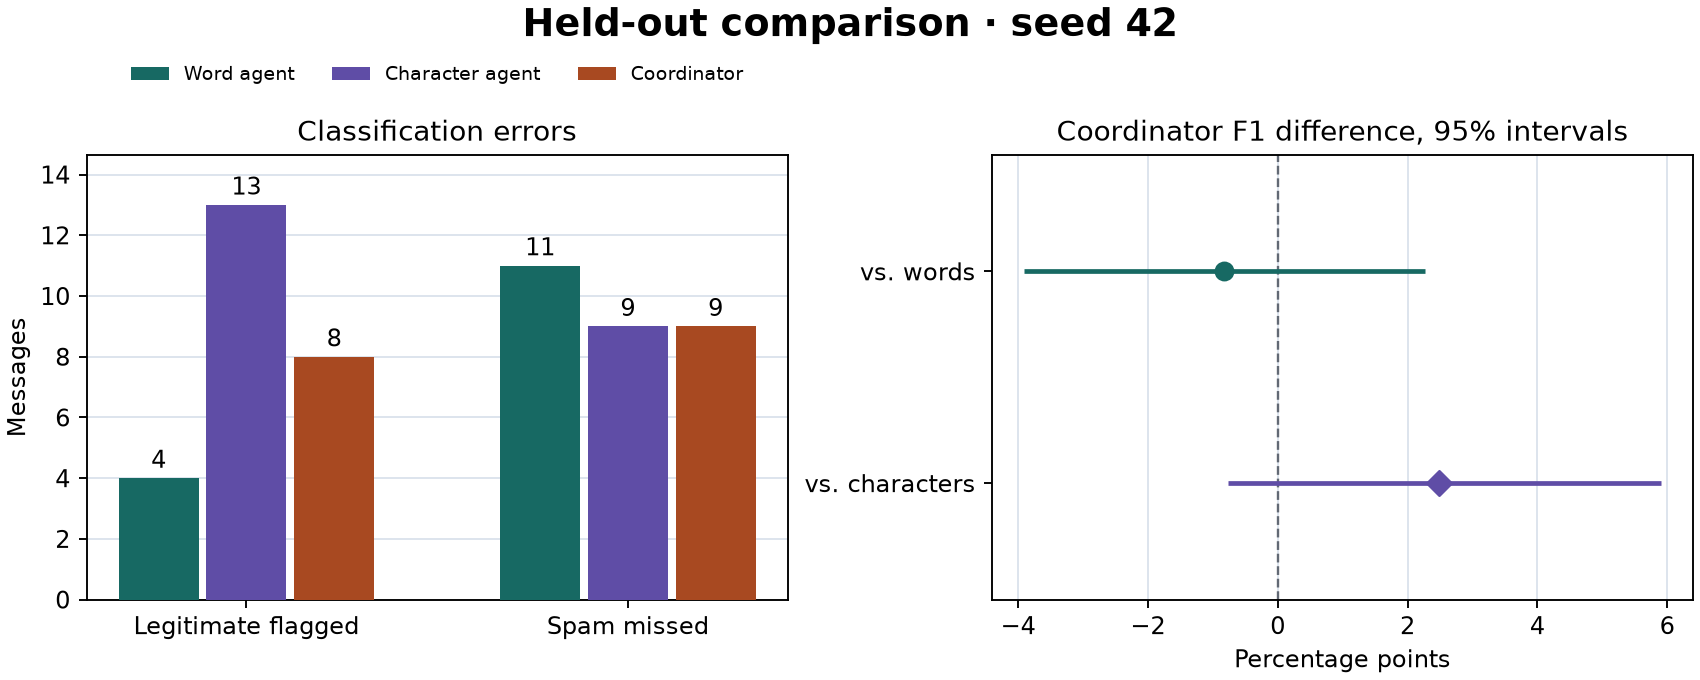 Held-out comparison · seed 42
Word agent
Character agent
Coordinator
Classification errors
Messages
14
12
10
8
6
4
2
0
4
13
8
11
9
9
Legitimate flagged
Spam missed
Coordinator F1 difference, 95% intervals
vs. words
vs. characters
−4
−2
0
2
4
6
Percentage points